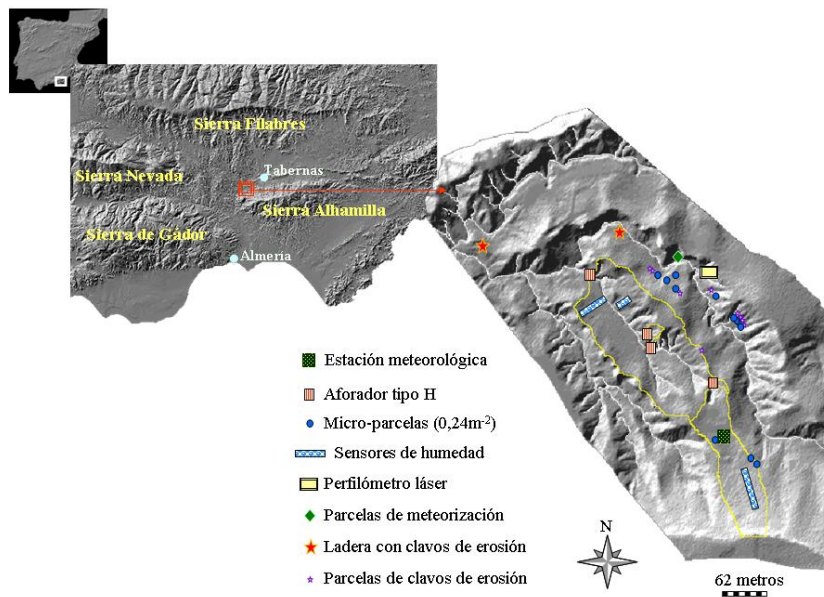 Sierra Filabres
Tabernas
Sierra Nevada
Sierra Alhamilla
Sierra de Gádor
Almería
Estación meteorológica
Aforador tipo H
Micro-parcelas (0,24m⁻²)
Sensores de humedad
Perfilómetro láser
Parcelas de meteorización
Ladera con clavos de erosión
Parcelas de clavos de erosión
N
62 metros